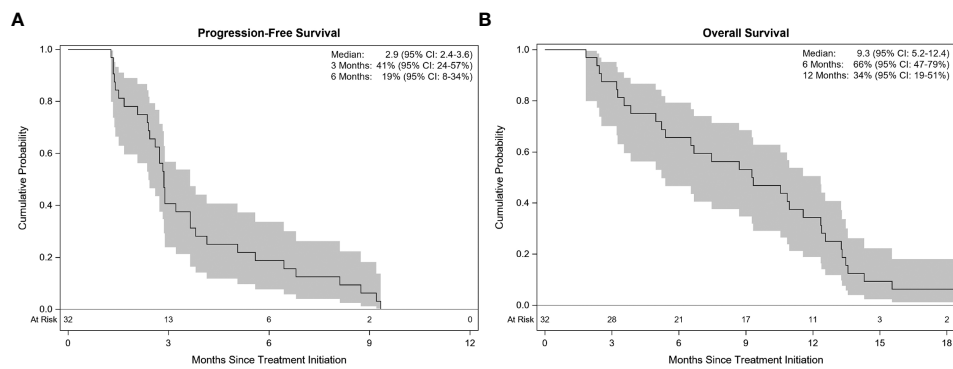 A
Progression-Free Survival
Median: 2.9 (95% CI: 2.4-3.6)
3 Months: 41% (95% CI: 24-57%)
6 Months: 19% (95% CI: 8-34%)
Cumulative Probability
1.0
0.8
0.6
0.4
0.2
0.0
At Risk 32 13 6 2 0
0 3 6 9 12
Months Since Treatment Initiation
B
Overall Survival
Median: 9.3 (95% CI: 5.2-12.4)
6 Months: 66% (95% CI: 47-79%)
12 Months: 34% (95% CI: 19-51%)
Cumulative Probability
1.0
0.8
0.6
0.4
0.2
0.0
At Risk 32 28 21 17 11 3 2
0 3 6 9 12 15 18
Months Since Treatment Initiation